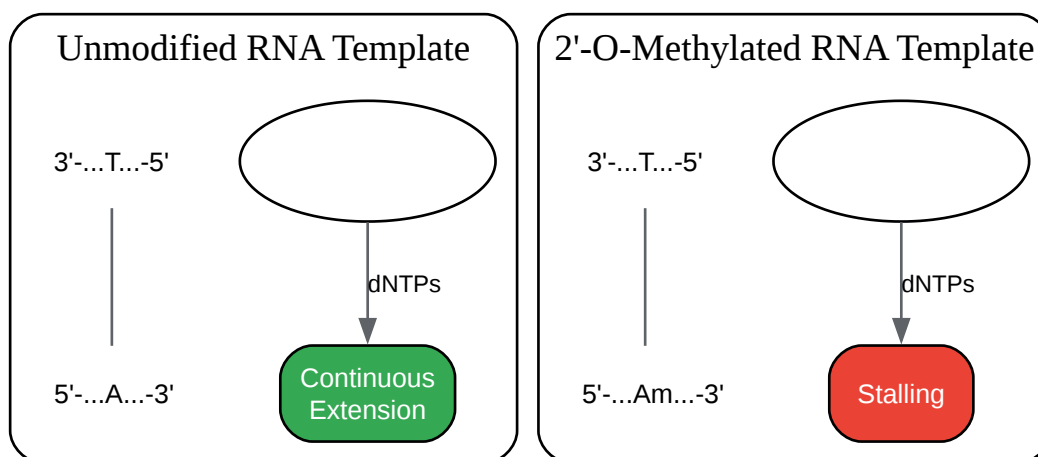 Unmodified RNA Template
3'-...T...-5'
dNTPs
5'-...A...-3'
Continuous
Extension
2'-O-Methylated RNA Template
3'-...T...-5'
dNTPs
5'-...Am...-3'
Stalling